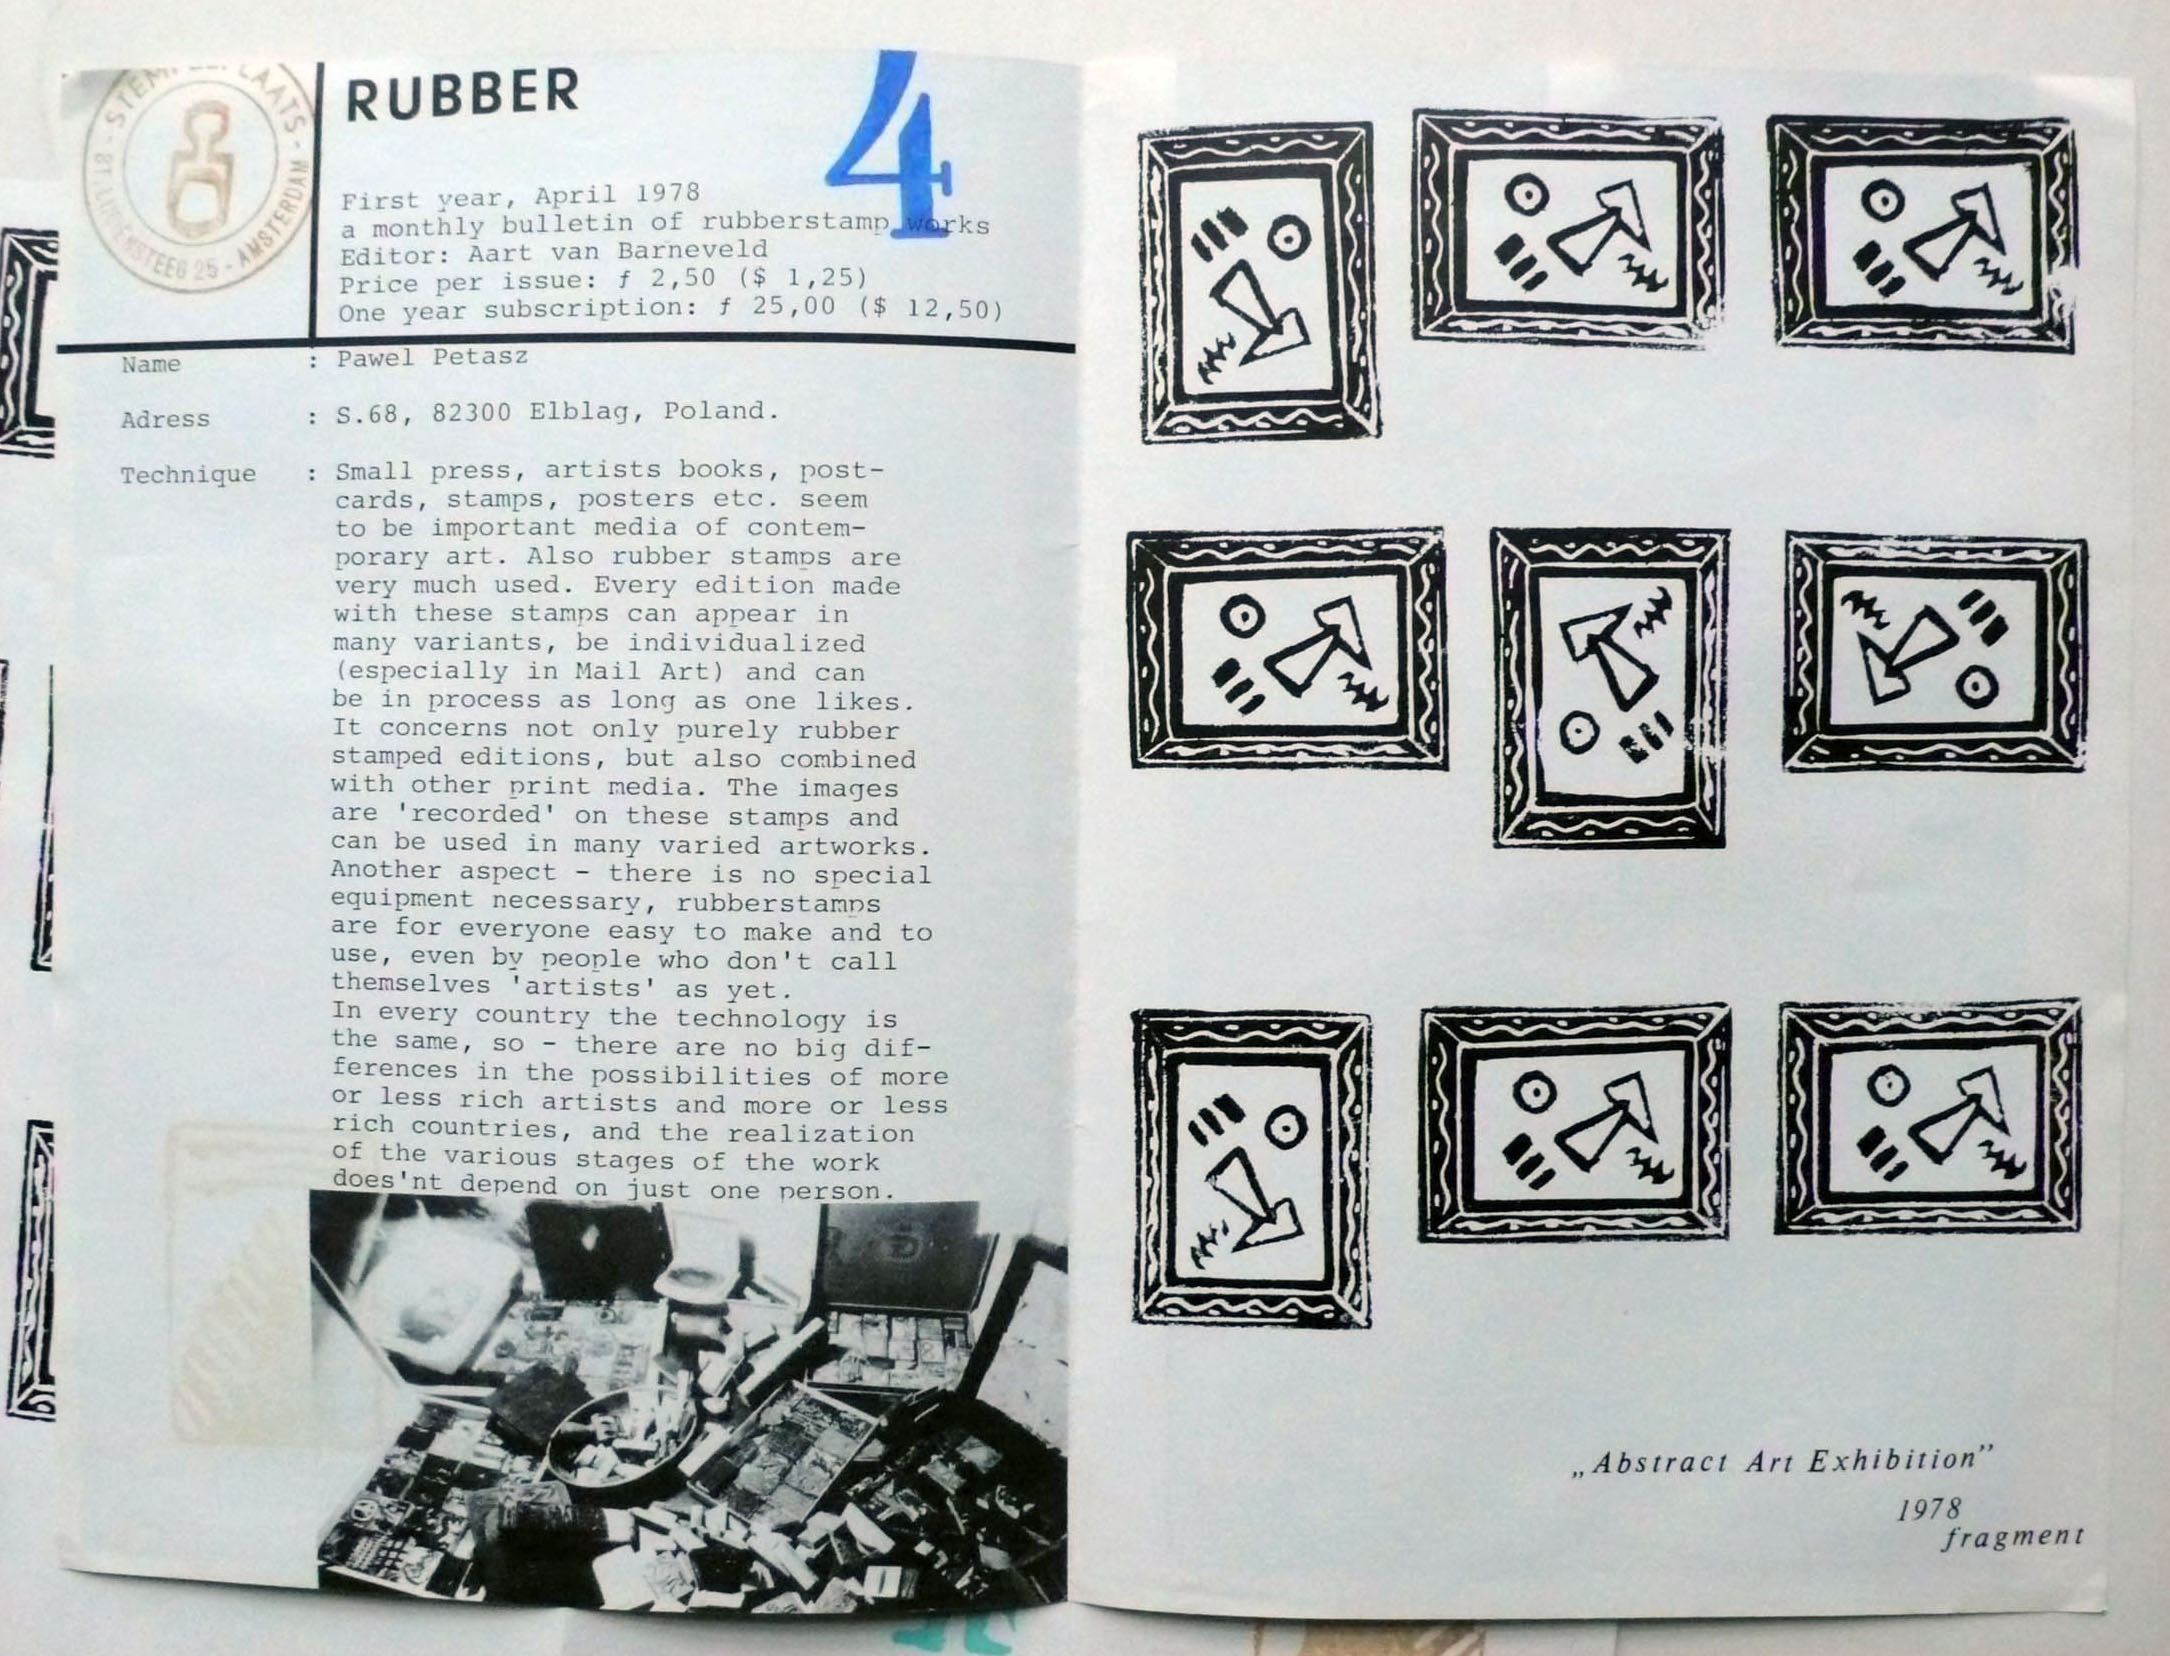 STEMPELPLAATS - ST.LUCIENSTEEG 25 - AMSTERDAM -
RUBBER
4
First year, April 1978
a monthly bulletin of rubberstamp works
Editor: Aart van Barneveld
Price per issue: ƒ 2,50 ($ 1,25)
One year subscription: ƒ 25,00 ($ 12,50)
Name : Pawel Petasz
Adress : S.68, 82300 Elblag, Poland.
Technique : Small press, artists books, post-
cards, stamps, posters etc. seem
to be important media of contem-
porary art. Also rubber stamps are
very much used. Every edition made
with these stamps can appear in
many variants, be individualized
(especially in Mail Art) and can
be in process as long as one likes.
It concerns not only purely rubber
stamped editions, but also combined
with other print media. The images
are 'recorded' on these stamps and
can be used in many varied artworks.
Another aspect - there is no special
equipment necessary, rubberstamps
are for everyone easy to make and to
use, even by people who don't call
themselves 'artists' as yet.
In every country the technology is
the same, so - there are no big dif-
ferences in the possibilities of more
or less rich artists and more or less
rich countries, and the realization
of the various stages of the work
does'nt depend on just one person.
„Abstract Art Exhibition”
1978
fragment